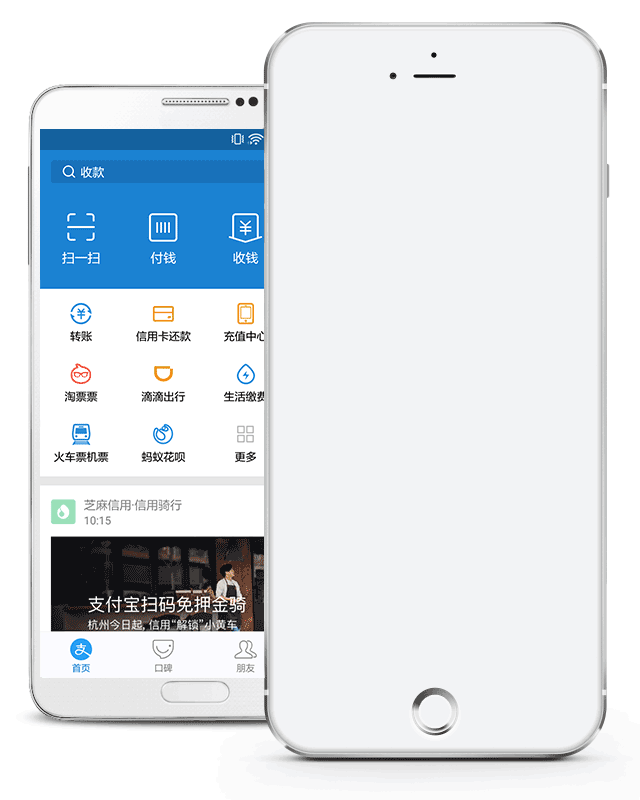 收款
扫一扫 付钱 收钱
转账 信用卡还款 充值中心
淘票票 滴滴出行 生活缴费
火车票机票 蚂蚁花呗 更多
芝麻信用·信用骑行
10:15
支付宝扫码免押金骑
杭州今日起, 信用“解锁”小黄车
首页 口碑 朋友